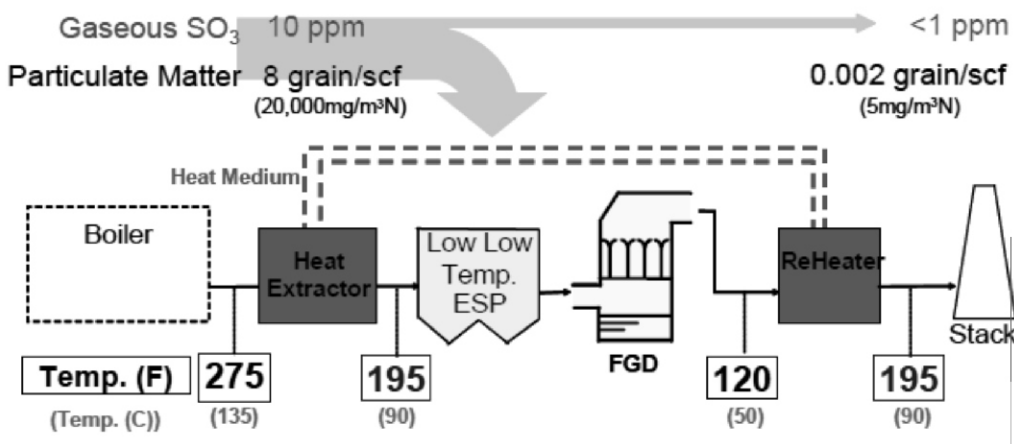 Gaseous SO₃ 10 ppm <1 ppm
Particulate Matter 8 grain/scf 0.002 grain/scf
(20,000mg/m³N) (5mg/m³N)
Heat Medium
Boiler
Heat
Extractor
Low Low
Temp.
ESP
FGD
ReHeater
Stack
Temp. (F) 275 195 120 195
(Temp. (C)) (135) (90) (50) (90)